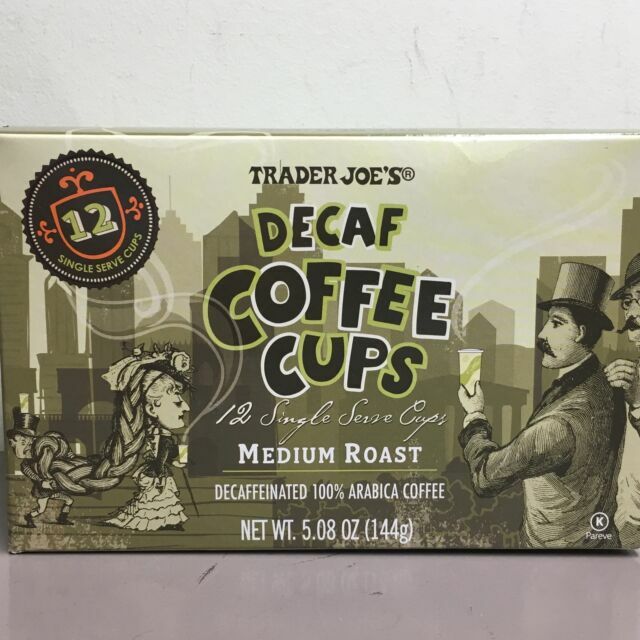 12
SINGLE SERVE CUPS
TRADER JOE'S®
DECAF
COFFEE
CUPS
12 Single Serve Cups
MEDIUM ROAST
DECAFFEINATED 100% ARABICA COFFEE
NET WT. 5.08 OZ (144g)
K
Pareve